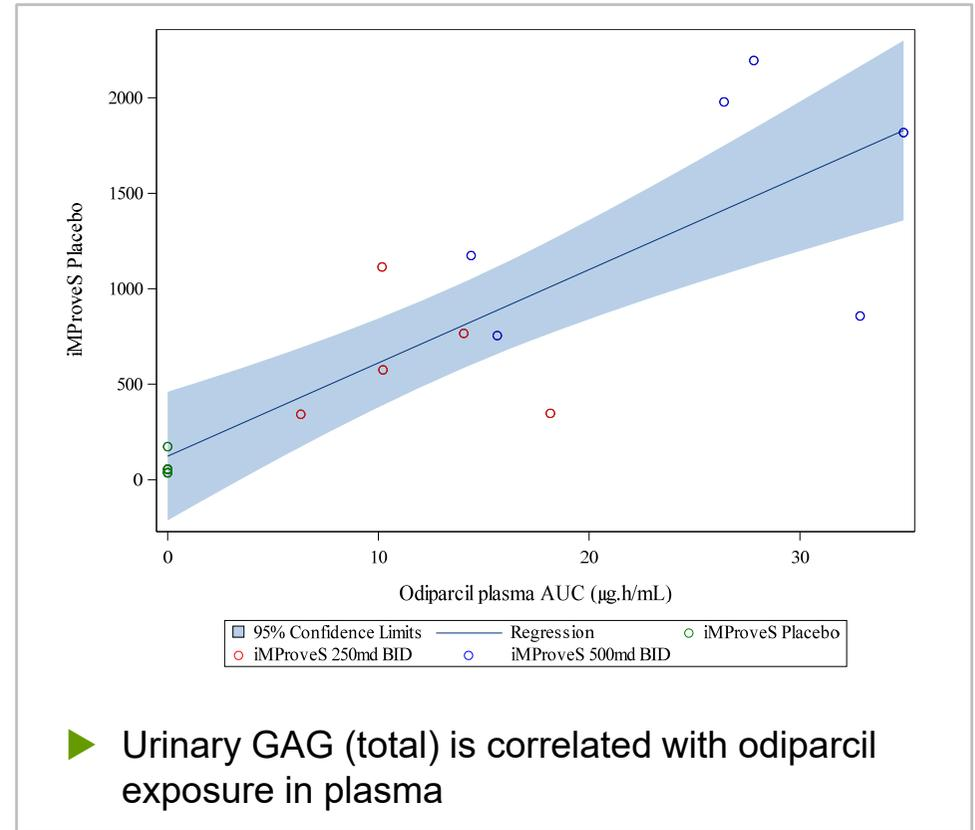 2000
1500
1000
500
0
iMProveS Placebo
0 10 20 30
Odiparcil plasma AUC (µg.h/mL)
95% Confidence Limits Regression iMProveS Placebo
iMProveS 250md BID iMProveS 500md BID
Urinary GAG (total) is correlated with odiparcil
exposure in plasma